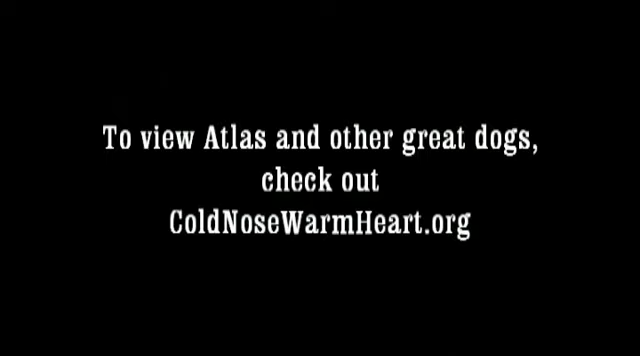 To view Atlas and other great dogs,
check out
ColdNoseWarmHeart.org